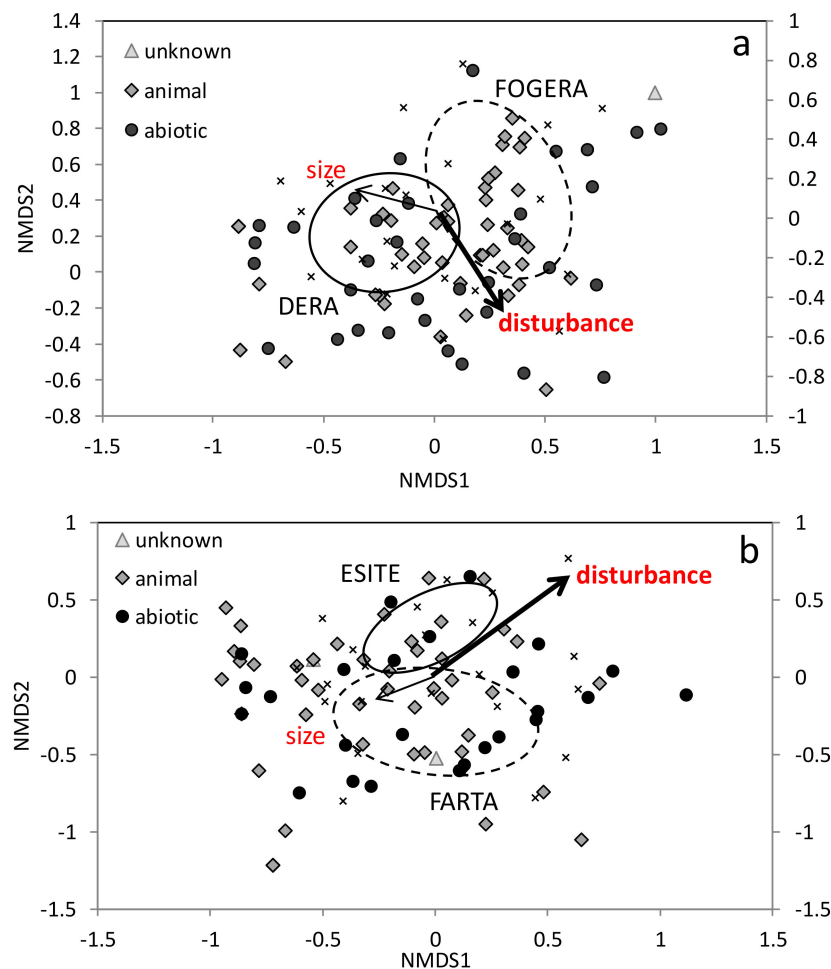 a
unknown
animal
abiotic
FOGERA
size
DERA
disturbance
1.4
1.2
1
0.8
0.6
0.4
0.2
0
-0.2
-0.4
-0.6
-0.8
NMDS2
1
0.8
0.6
0.4
0.2
0
-0.2
-0.4
-0.6
-0.8
-1
-1.5 -1 -0.5 0 0.5 1 1.5
NMDS1
b
unknown
animal
abiotic
ESITE
disturbance
size
FARTA
1
0.5
0
-0.5
-1
-1.5
NMDS2
1
0.5
0
-0.5
-1
-1.5
-1.5 -1 -0.5 0 0.5 1 1.5
NMDS1